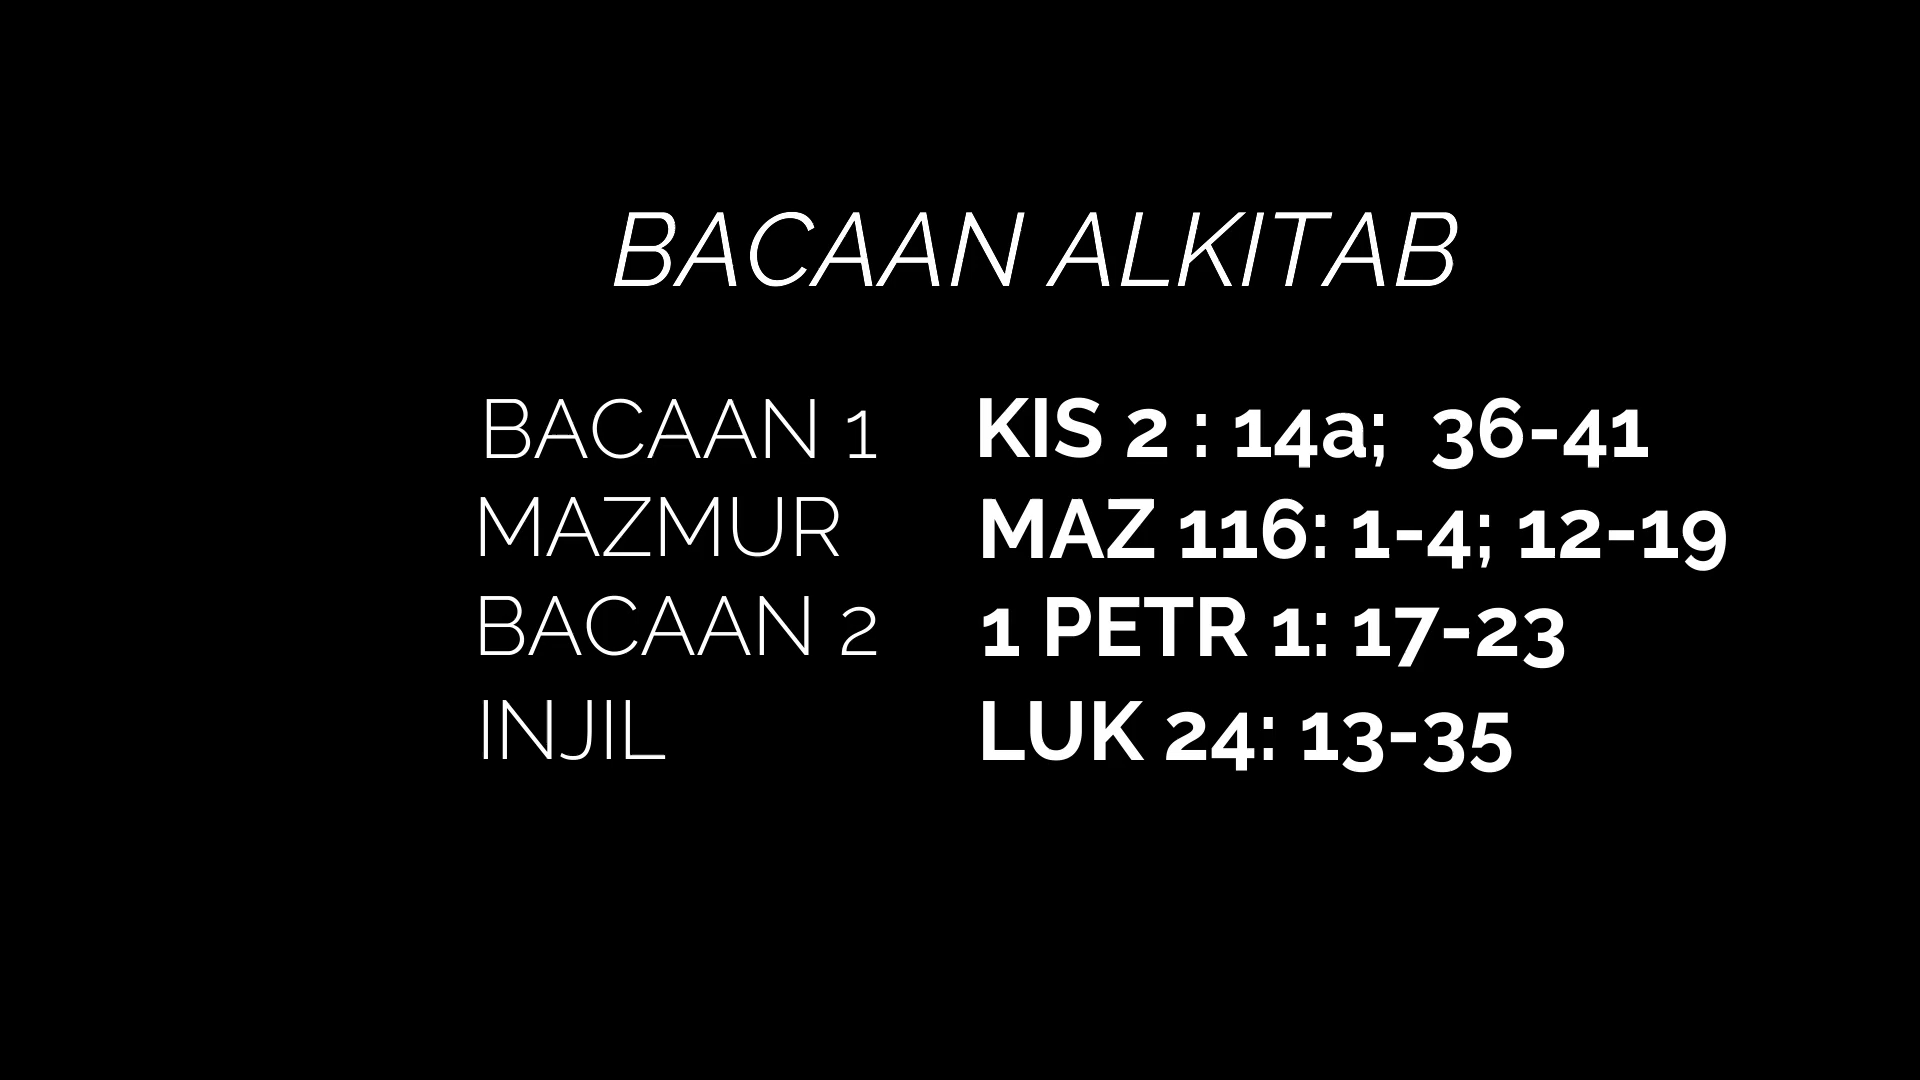 BACAAN ALKITAB
BACAAN 1 KIS 2 : 14a; 36-41
MAZMUR MAZ 116: 1-4; 12-19
BACAAN 2 1 PETR 1: 17-23
INJIL LUK 24: 13-35